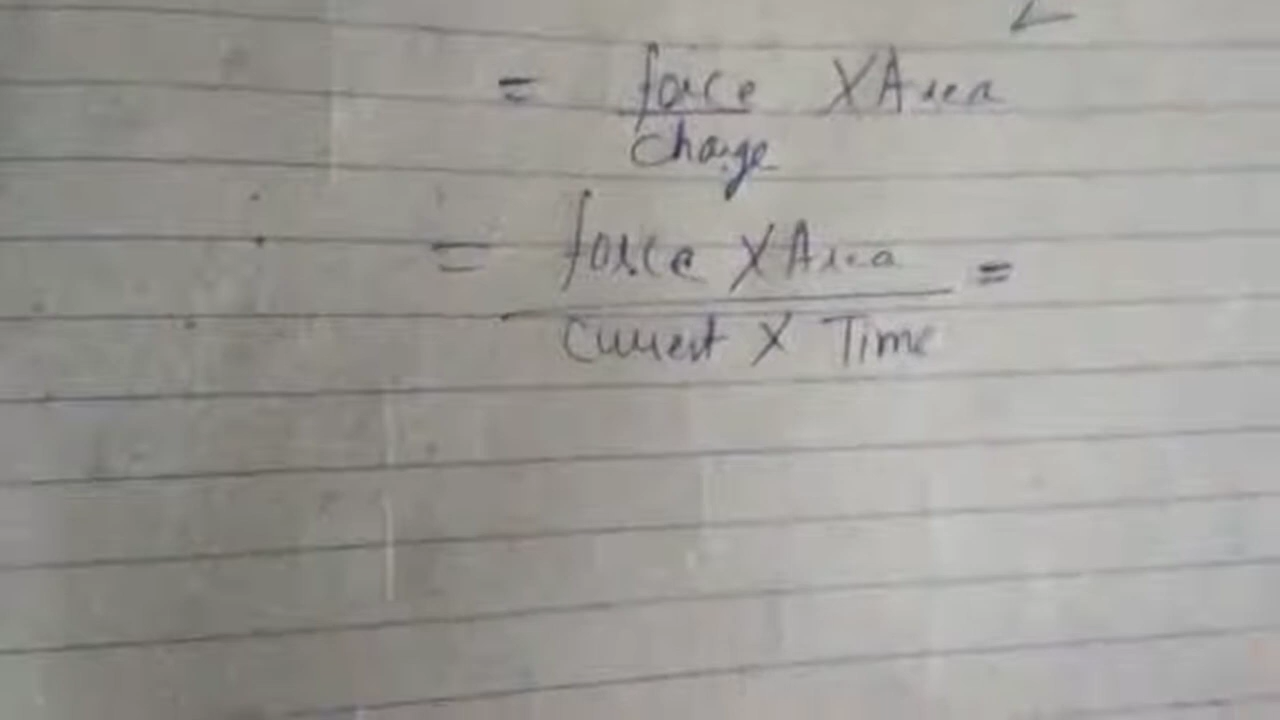 = force X Area
charge
= force X Area =
Current X Time